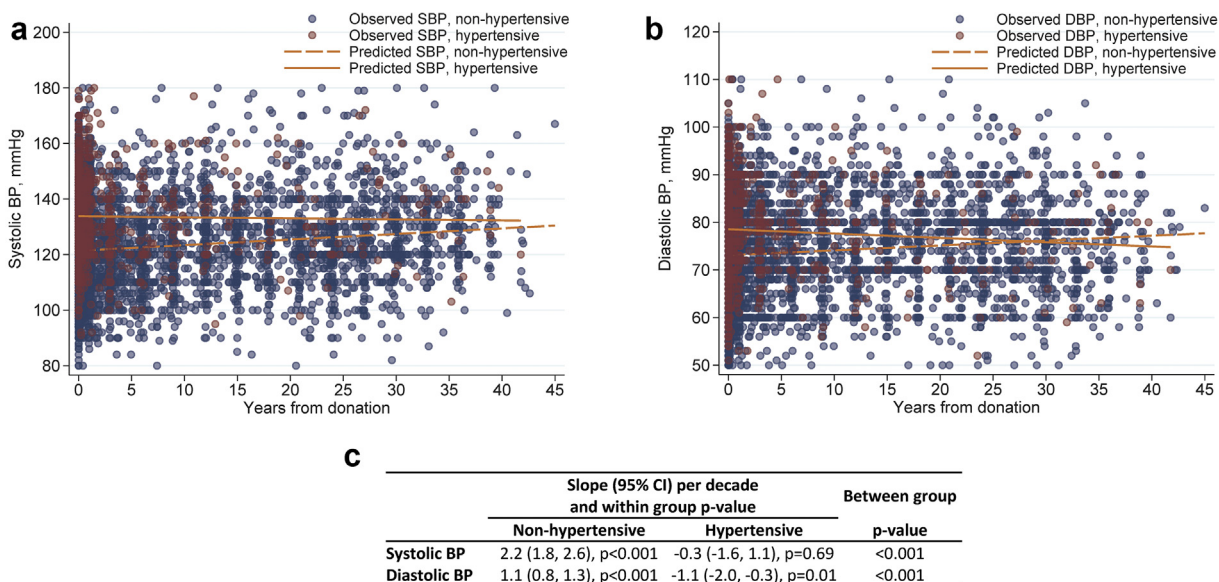 a
Observed SBP, non-hypertensive
Observed SBP, hypertensive
Predicted SBP, non-hypertensive
Predicted SBP, hypertensive
200
180
160
140
120
100
80
Systolic BP, mmHg
0 5 10 15 20 25 30 35 40 45
Years from donation
b
Observed DBP, non-hypertensive
Observed DBP, hypertensive
Predicted DBP, non-hypertensive
Predicted DBP, hypertensive
120
110
100
90
80
70
60
50
Diastolic BP, mmHg
0 5 10 15 20 25 30 35 40 45
Years from donation
c
Slope (95% CI) per decade
and within group p-value
Between group
Non-hypertensive Hypertensive p-value
Systolic BP 2.2 (1.8, 2.6), p<0.001 -0.3 (-1.6, 1.1), p=0.69 <0.001
Diastolic BP 1.1 (0.8, 1.3), p<0.001 -1.1 (-2.0, -0.3), p=0.01 <0.001